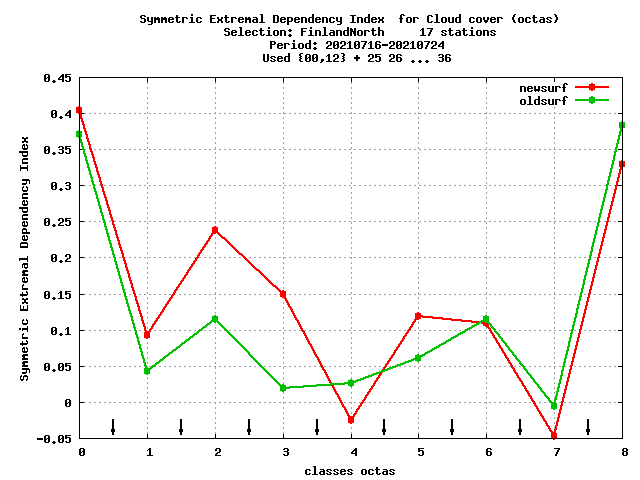 Symmetric Extremal Dependency Index  for Cloud cover (octas)
Selection: FinlandNorth     17 stations
Period: 20210716-20210724
Used {00,12} + 25 26 ... 36
newsurf
oldsurf
Symmetric Extremal Dependency Index
0.45
0.4
0.35
0.3
0.25
0.2
0.15
0.1
0.05
0
-0.05
0 1 2 3 4 5 6 7 8
classes octas